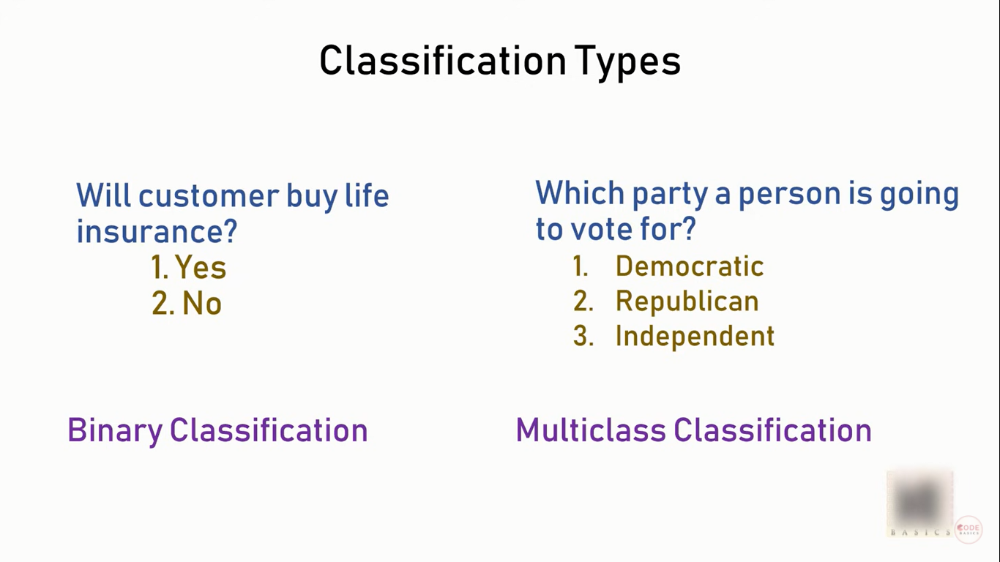 Classification Types
Will customer buy life
insurance?
1. Yes
2. No
Which party a person is going
to vote for?
1. Democratic
2. Republican
3. Independent
Binary Classification
Multiclass Classification
BASICS
CODE
BASICS